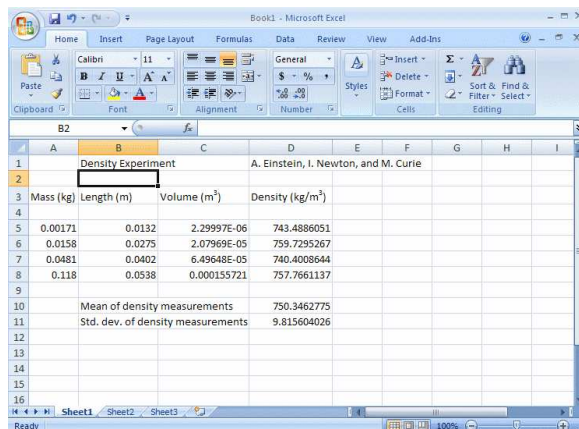 Book1 - Microsoft Excel
Home Insert Page Layout Formulas Data Review View Add-Ins
Paste
Clipboard
Calibri 11
B I U A A
A
Font
Alignment
General
$ % ,
Number
Styles
Insert
Delete
Format
Cells
Σ
Sort & Filter
Find & Select
Editing
B2 fx
A B C D E F G H I
1 Density Experiment A. Einstein, I. Newton, and M. Curie
2
3 Mass (kg) Length (m) Volume (m³) Density (kg/m³)
4
5 0.00171 0.0132 2.29997E-06 743.4886051
6 0.0158 0.0275 2.07969E-05 759.7295267
7 0.0481 0.0402 6.49648E-05 740.4008644
8 0.118 0.0538 0.000155721 757.7661137
9
10 Mean of density measurements 750.3462775
11 Std. dev. of density measurements 9.815604026
12
13
14
15
16
Sheet1 Sheet2 Sheet3
Ready 100%